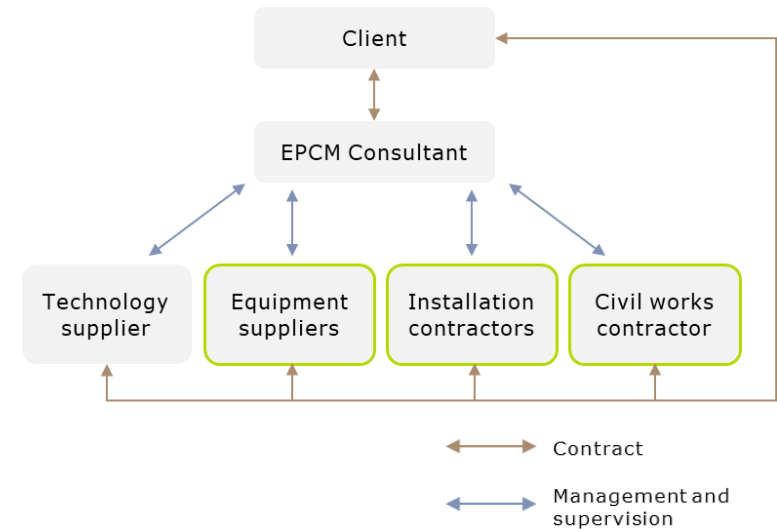 Client
EPCM Consultant
Technology
supplier
Equipment
suppliers
Installation
contractors
Civil works
contractor
Contract
Management and
supervision